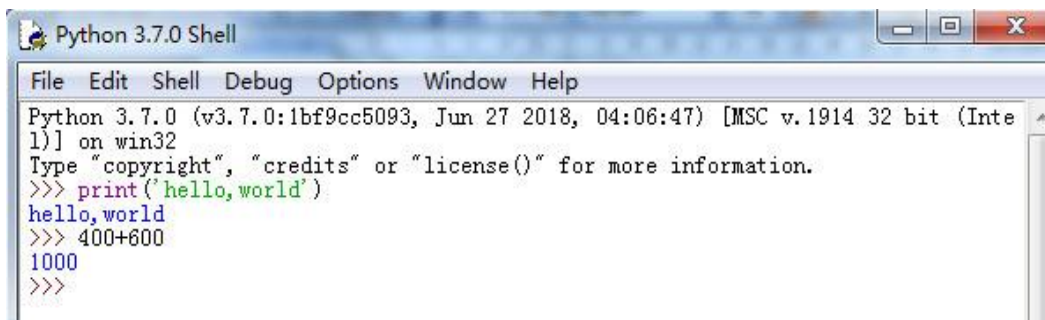 Python 3.7.0 Shell
File Edit Shell Debug Options Window Help
Python 3.7.0 (v3.7.0:1bf9cc5093, Jun 27 2018, 04:06:47) [MSC v.1914 32 bit (Inte
l)] on win32
Type "copyright", "credits" or "license()" for more information.
>>> print('hello,world')
hello,world
>>> 400+600
1000
>>>